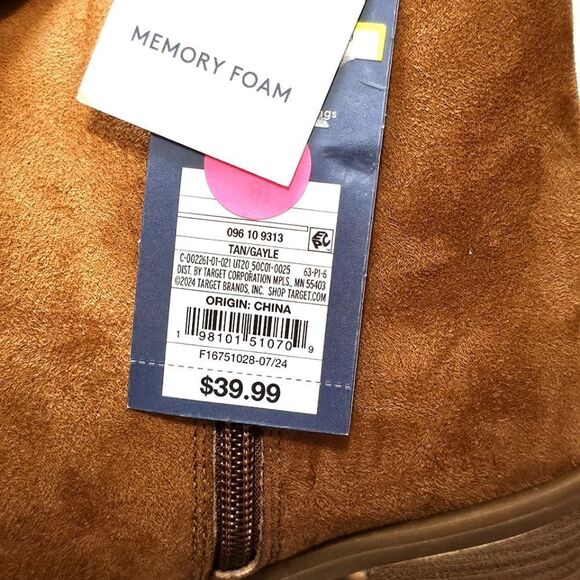 MEMORY FOAM
096 10 9313
TAN/GAYLE
C-002261-01-021 UT20 50C01-0025 63-P1-6
DIST. BY TARGET CORPORATION MPLS., MN 55403
©2024 TARGET BRANDS, INC. SHOP TARGET.COM
ORIGIN: CHINA
1 98101 51070 9
F16751028-07/24
$39.99